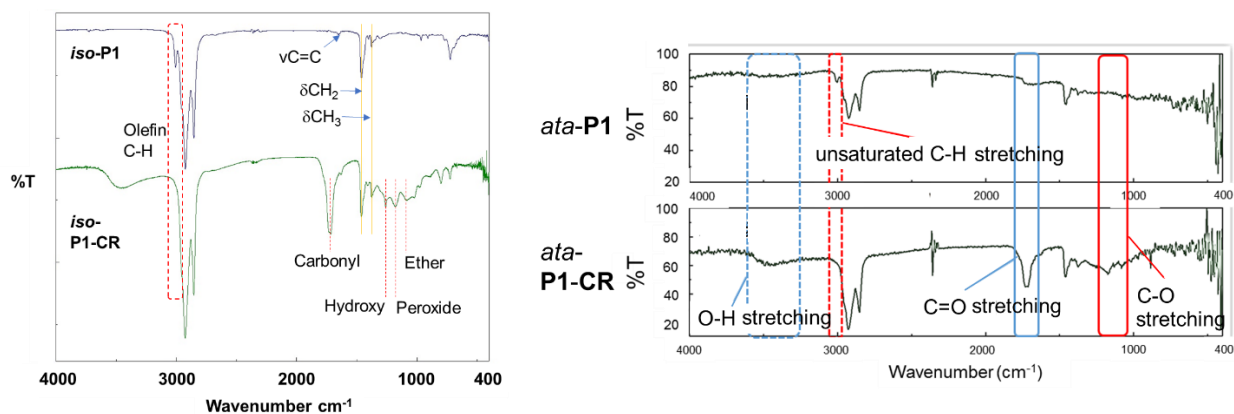 iso-P1
νC=C
δCH2
δCH3
Olefin
C-H
%T
iso-
P1-CR
Carbonyl
Ether
Hydroxy
Peroxide
4000 3000 2000 1000 400
Wavenumber cm-1
ata-P1
%T
100
80
60
40
20
unsaturated C-H stretching
4000 3000 2000 1000 400
ata-
P1-CR
%T
100
80
60
40
20
O-H stretching
C=O stretching
C-O
stretching
4000 3000 2000 1000 400
Wavenumber (cm-1)